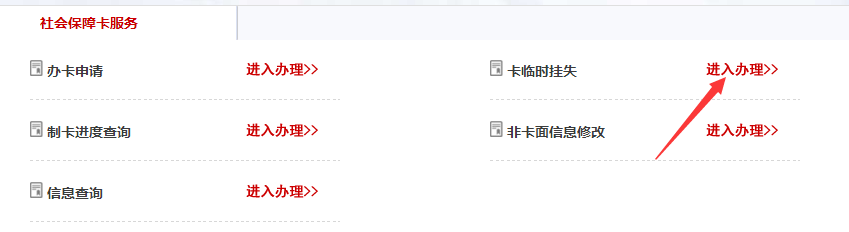 社会保障卡服务
办卡申请 进入办理>> 卡临时挂失 进入办理>>
制卡进度查询 进入办理>> 非卡面信息修改 进入办理>>
信息查询 进入办理>>